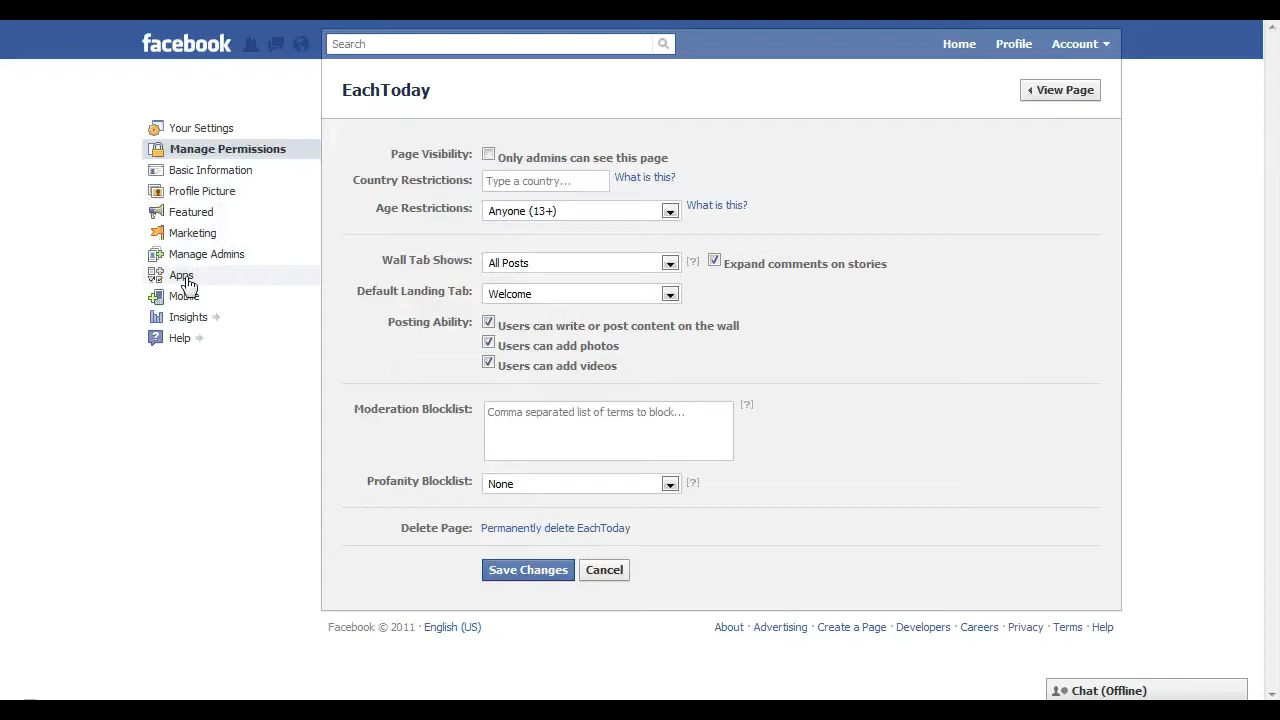 facebook
Search
Home Profile Account
EachToday
View Page
Your Settings
Manage Permissions
Basic Information
Profile Picture
Featured
Marketing
Manage Admins
Apps
Mobile
Insights
Help
Page Visibility: Only admins can see this page
Country Restrictions: Type a country... What is this?
Age Restrictions: Anyone (13+) What is this?
Wall Tab Shows: All Posts [?] Expand comments on stories
Default Landing Tab: Welcome
Posting Ability: Users can write or post content on the wall
Users can add photos
Users can add videos
Moderation Blocklist: Comma separated list of terms to block... [?]
Profanity Blocklist: None [?]
Delete Page: Permanently delete EachToday
Save Changes Cancel
Facebook © 2011 · English (US)
About · Advertising · Create a Page · Developers · Careers · Privacy · Terms · Help
Chat (Offline)